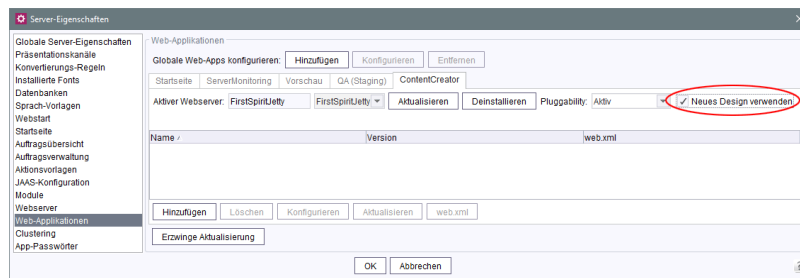 Server-Eigenschaften
Globale Server-Eigenschaften
Präsentationskanäle
Konvertierungs-Regeln
Installierte Fonts
Datenbanken
Sprach-Vorlagen
Webstart
Startseite
Auftragsübersicht
Auftragsverwaltung
Aktionsvorlagen
JAAS-Konfiguration
Module
Webserver
Web-Applikationen
Clustering
App-Passwörter
Web-Applikationen
Globale Web-Apps konfigurieren: Hinzufügen Konfigurieren Entfernen
Startseite ServerMonitoring Vorschau QA (Staging) ContentCreator
Aktiver Webserver: FirstSpiritJetty FirstSpiritJetty Aktualisieren Deinstallieren Pluggability: Aktiv Neues Design verwenden
Name Version web.xml
Hinzufügen Löschen Konfigurieren Aktualisieren web.xml
Erzwinge Aktualisierung
OK Abbrechen